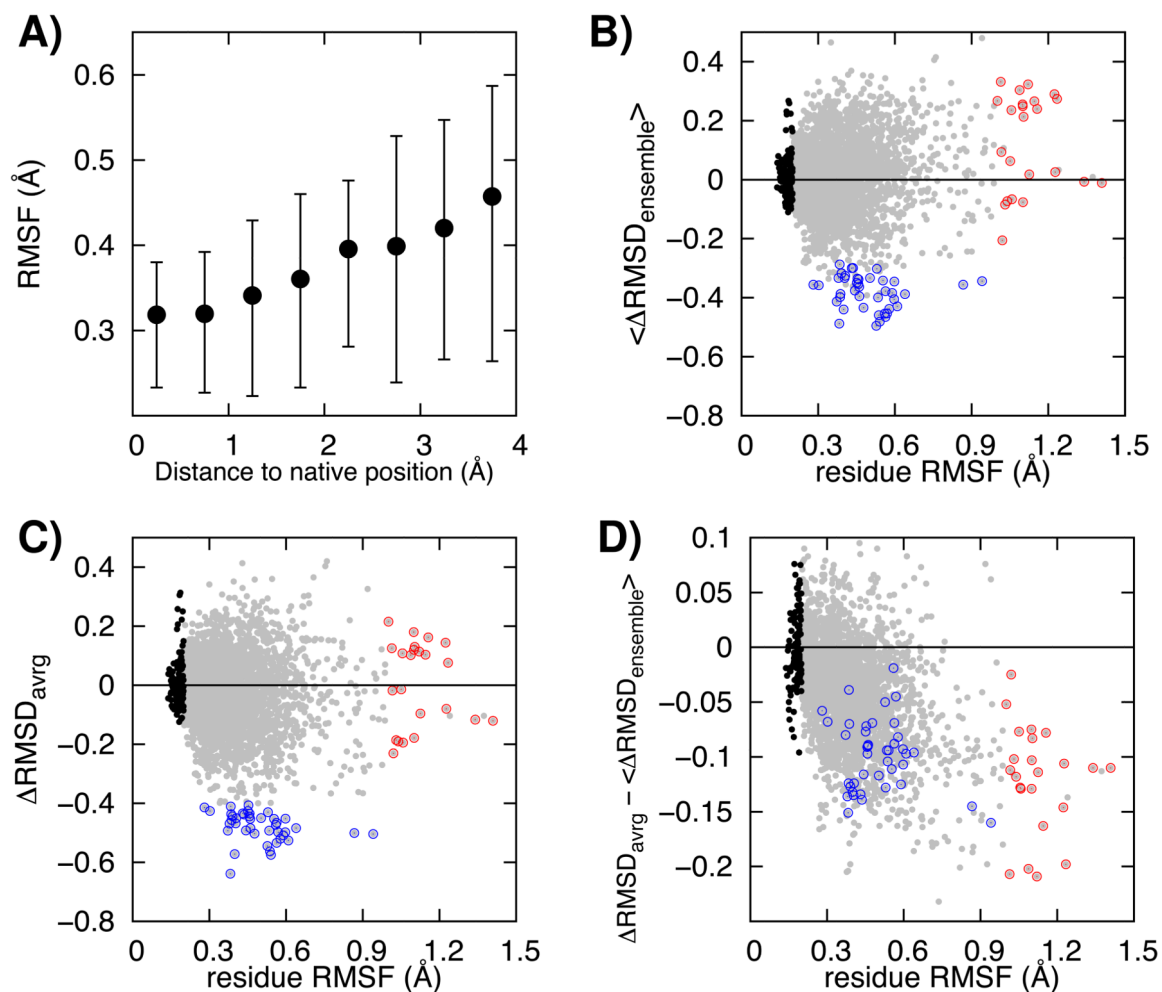 A)
RMSF (Å)
0.6
0.5
0.4
0.3
0 1 2 3 4
Distance to native position (Å)
B)
<ΔRMSD_ensemble>
0.4
0.2
0
−0.2
−0.4
−0.6
−0.8
0 0.3 0.6 0.9 1.2 1.5
residue RMSF (Å)
C)
ΔRMSD_avrg
0.4
0.2
0
−0.2
−0.4
−0.6
−0.8
0 0.3 0.6 0.9 1.2 1.5
residue RMSF (Å)
D)
ΔRMSD_avrg − <ΔRMSD_ensemble>
0.1
0.05
0
−0.05
−0.1
−0.15
−0.2
0 0.3 0.6 0.9 1.2 1.5
residue RMSF (Å)